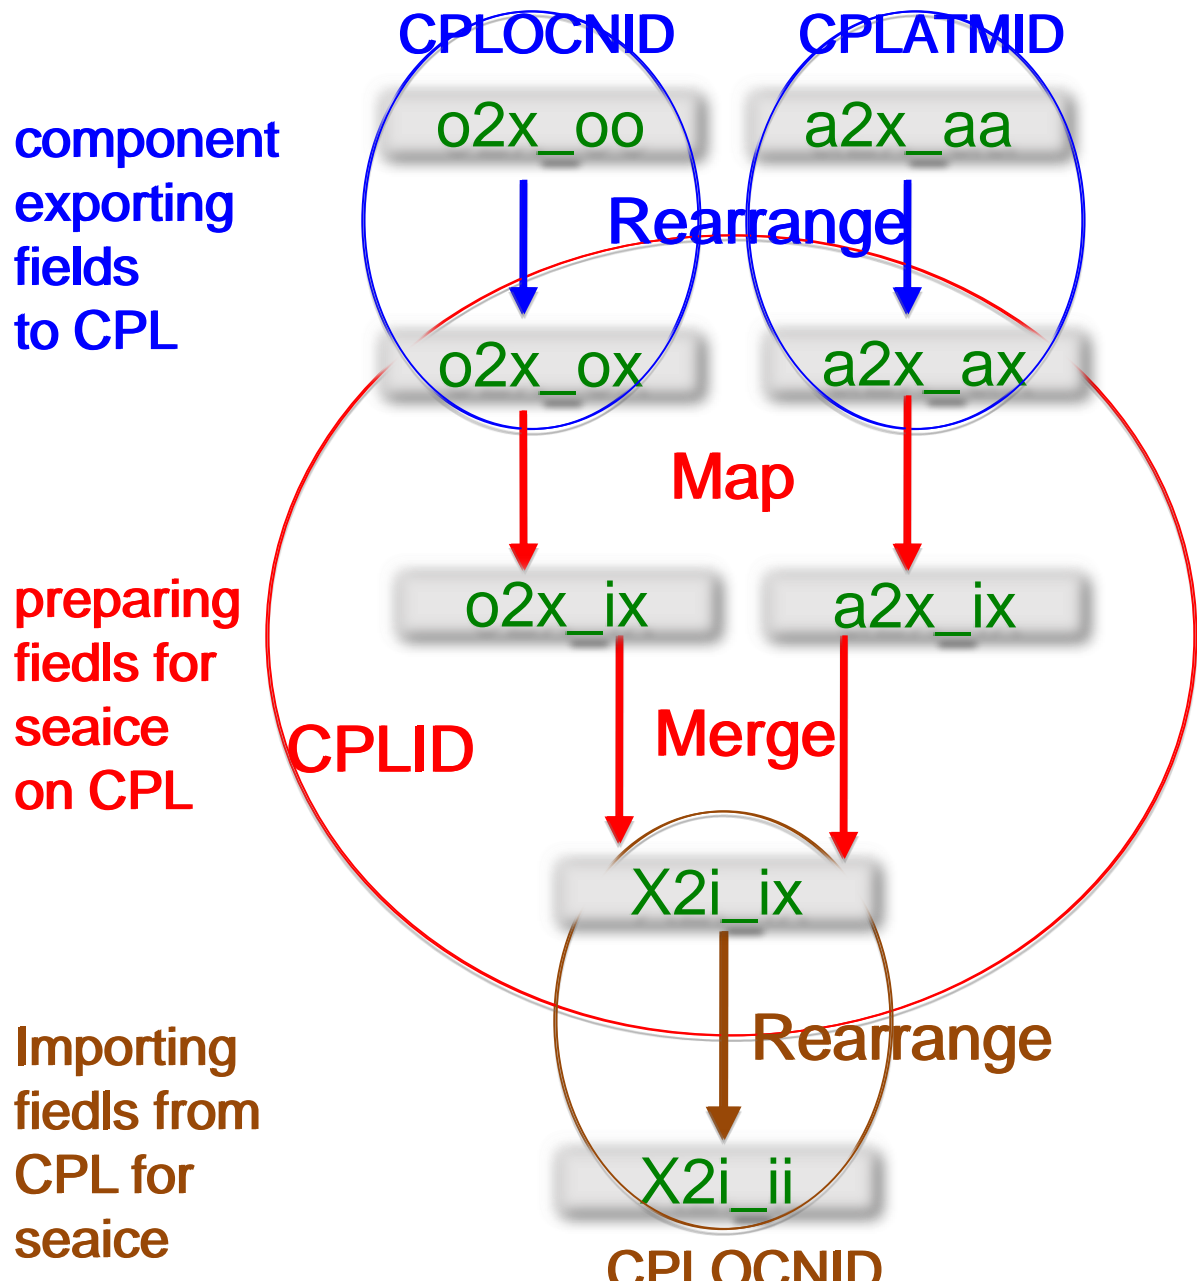 CPLOCNID CPLATMID
o2x_oo a2x_aa
component
exporting
fields
to CPL
Rearrange
o2x_ox a2x_ax
Map
preparing
fiedls for
seaice
on CPL
o2x_ix a2x_ix
CPLID
Merge
X2i_ix
Rearrange
Importing
fiedls from
CPL for
seaice
X2i_ii
CPLOCNID